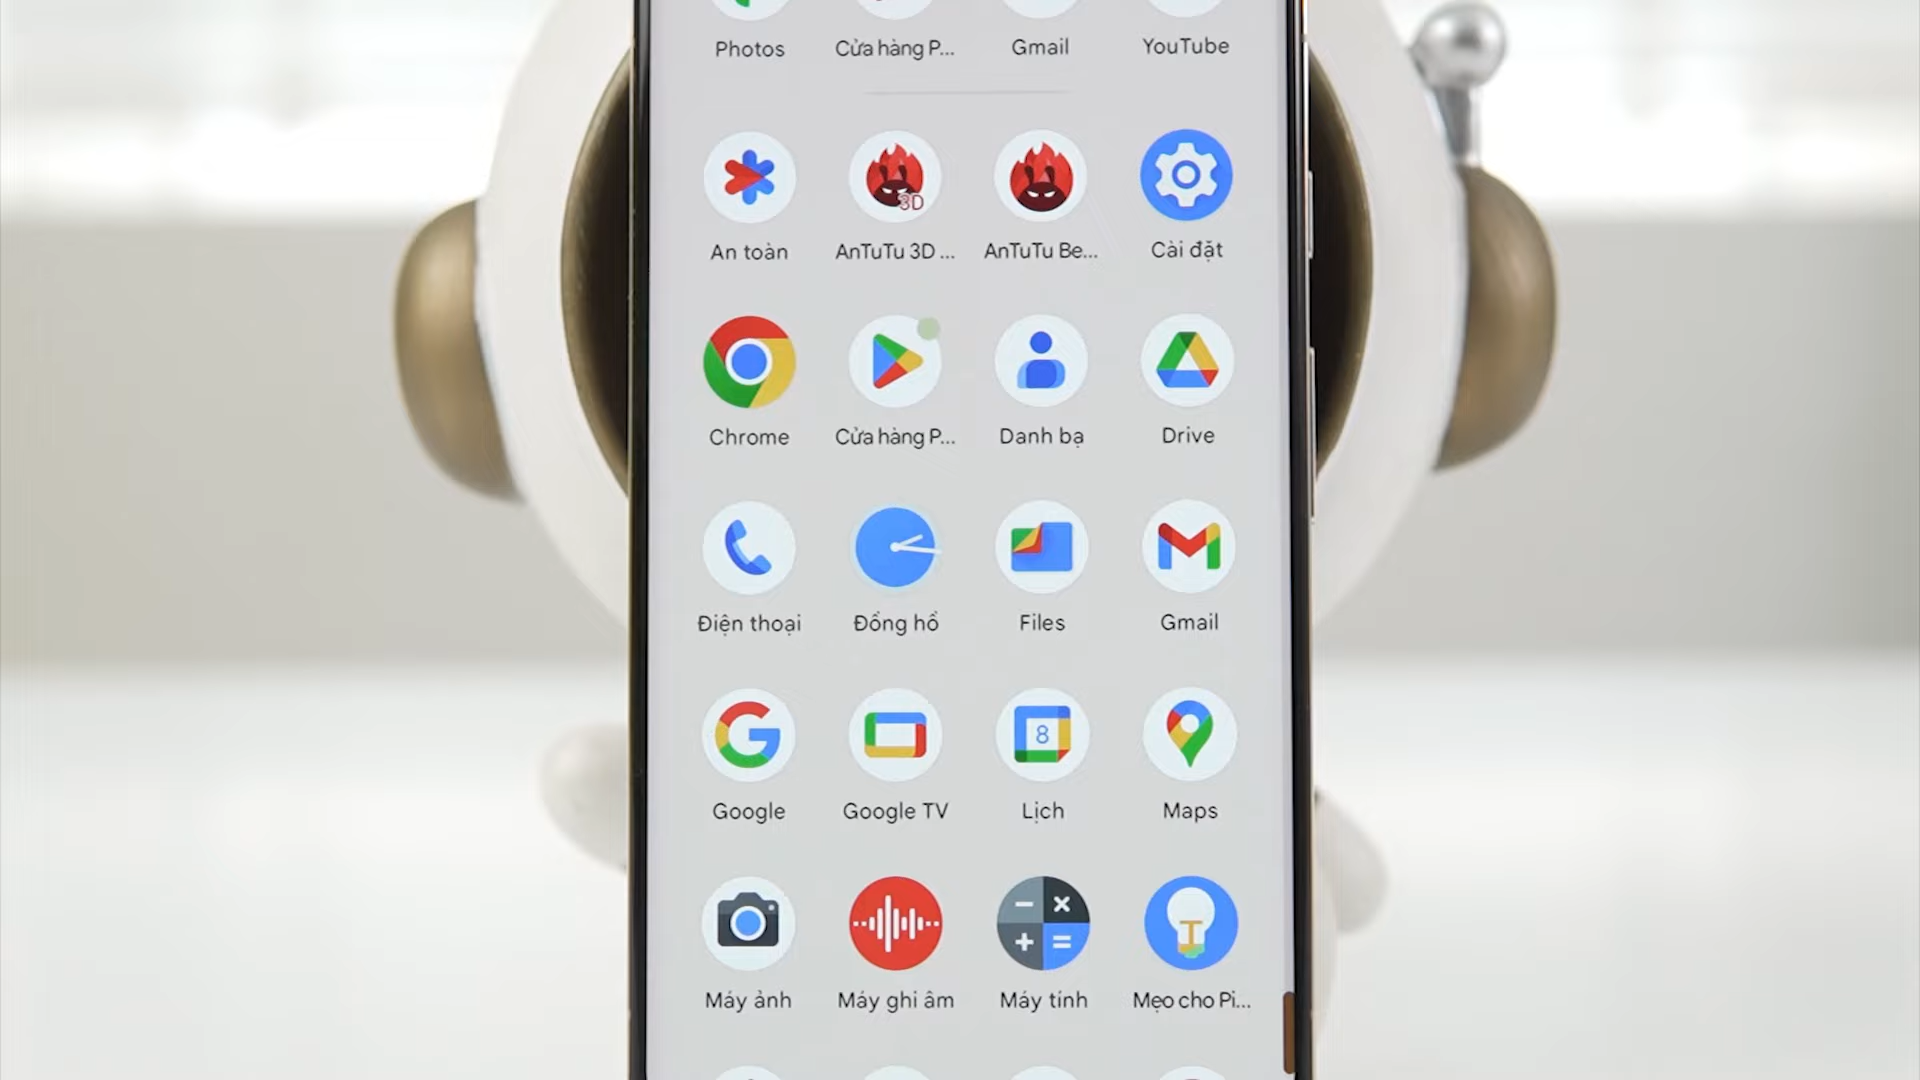 Photos
Cửa hàng P...
Gmail
YouTube
3D
An toàn
AnTuTu 3D ...
AnTuTu Be...
Cài đặt
Chrome
Cửa hàng P...
Danh bạ
Drive
Điện thoại
Đồng hồ
Files
Gmail
8
Google
Google TV
Lịch
Maps
Máy ảnh
Máy ghi âm
Máy tính
Mẹo cho Pi...